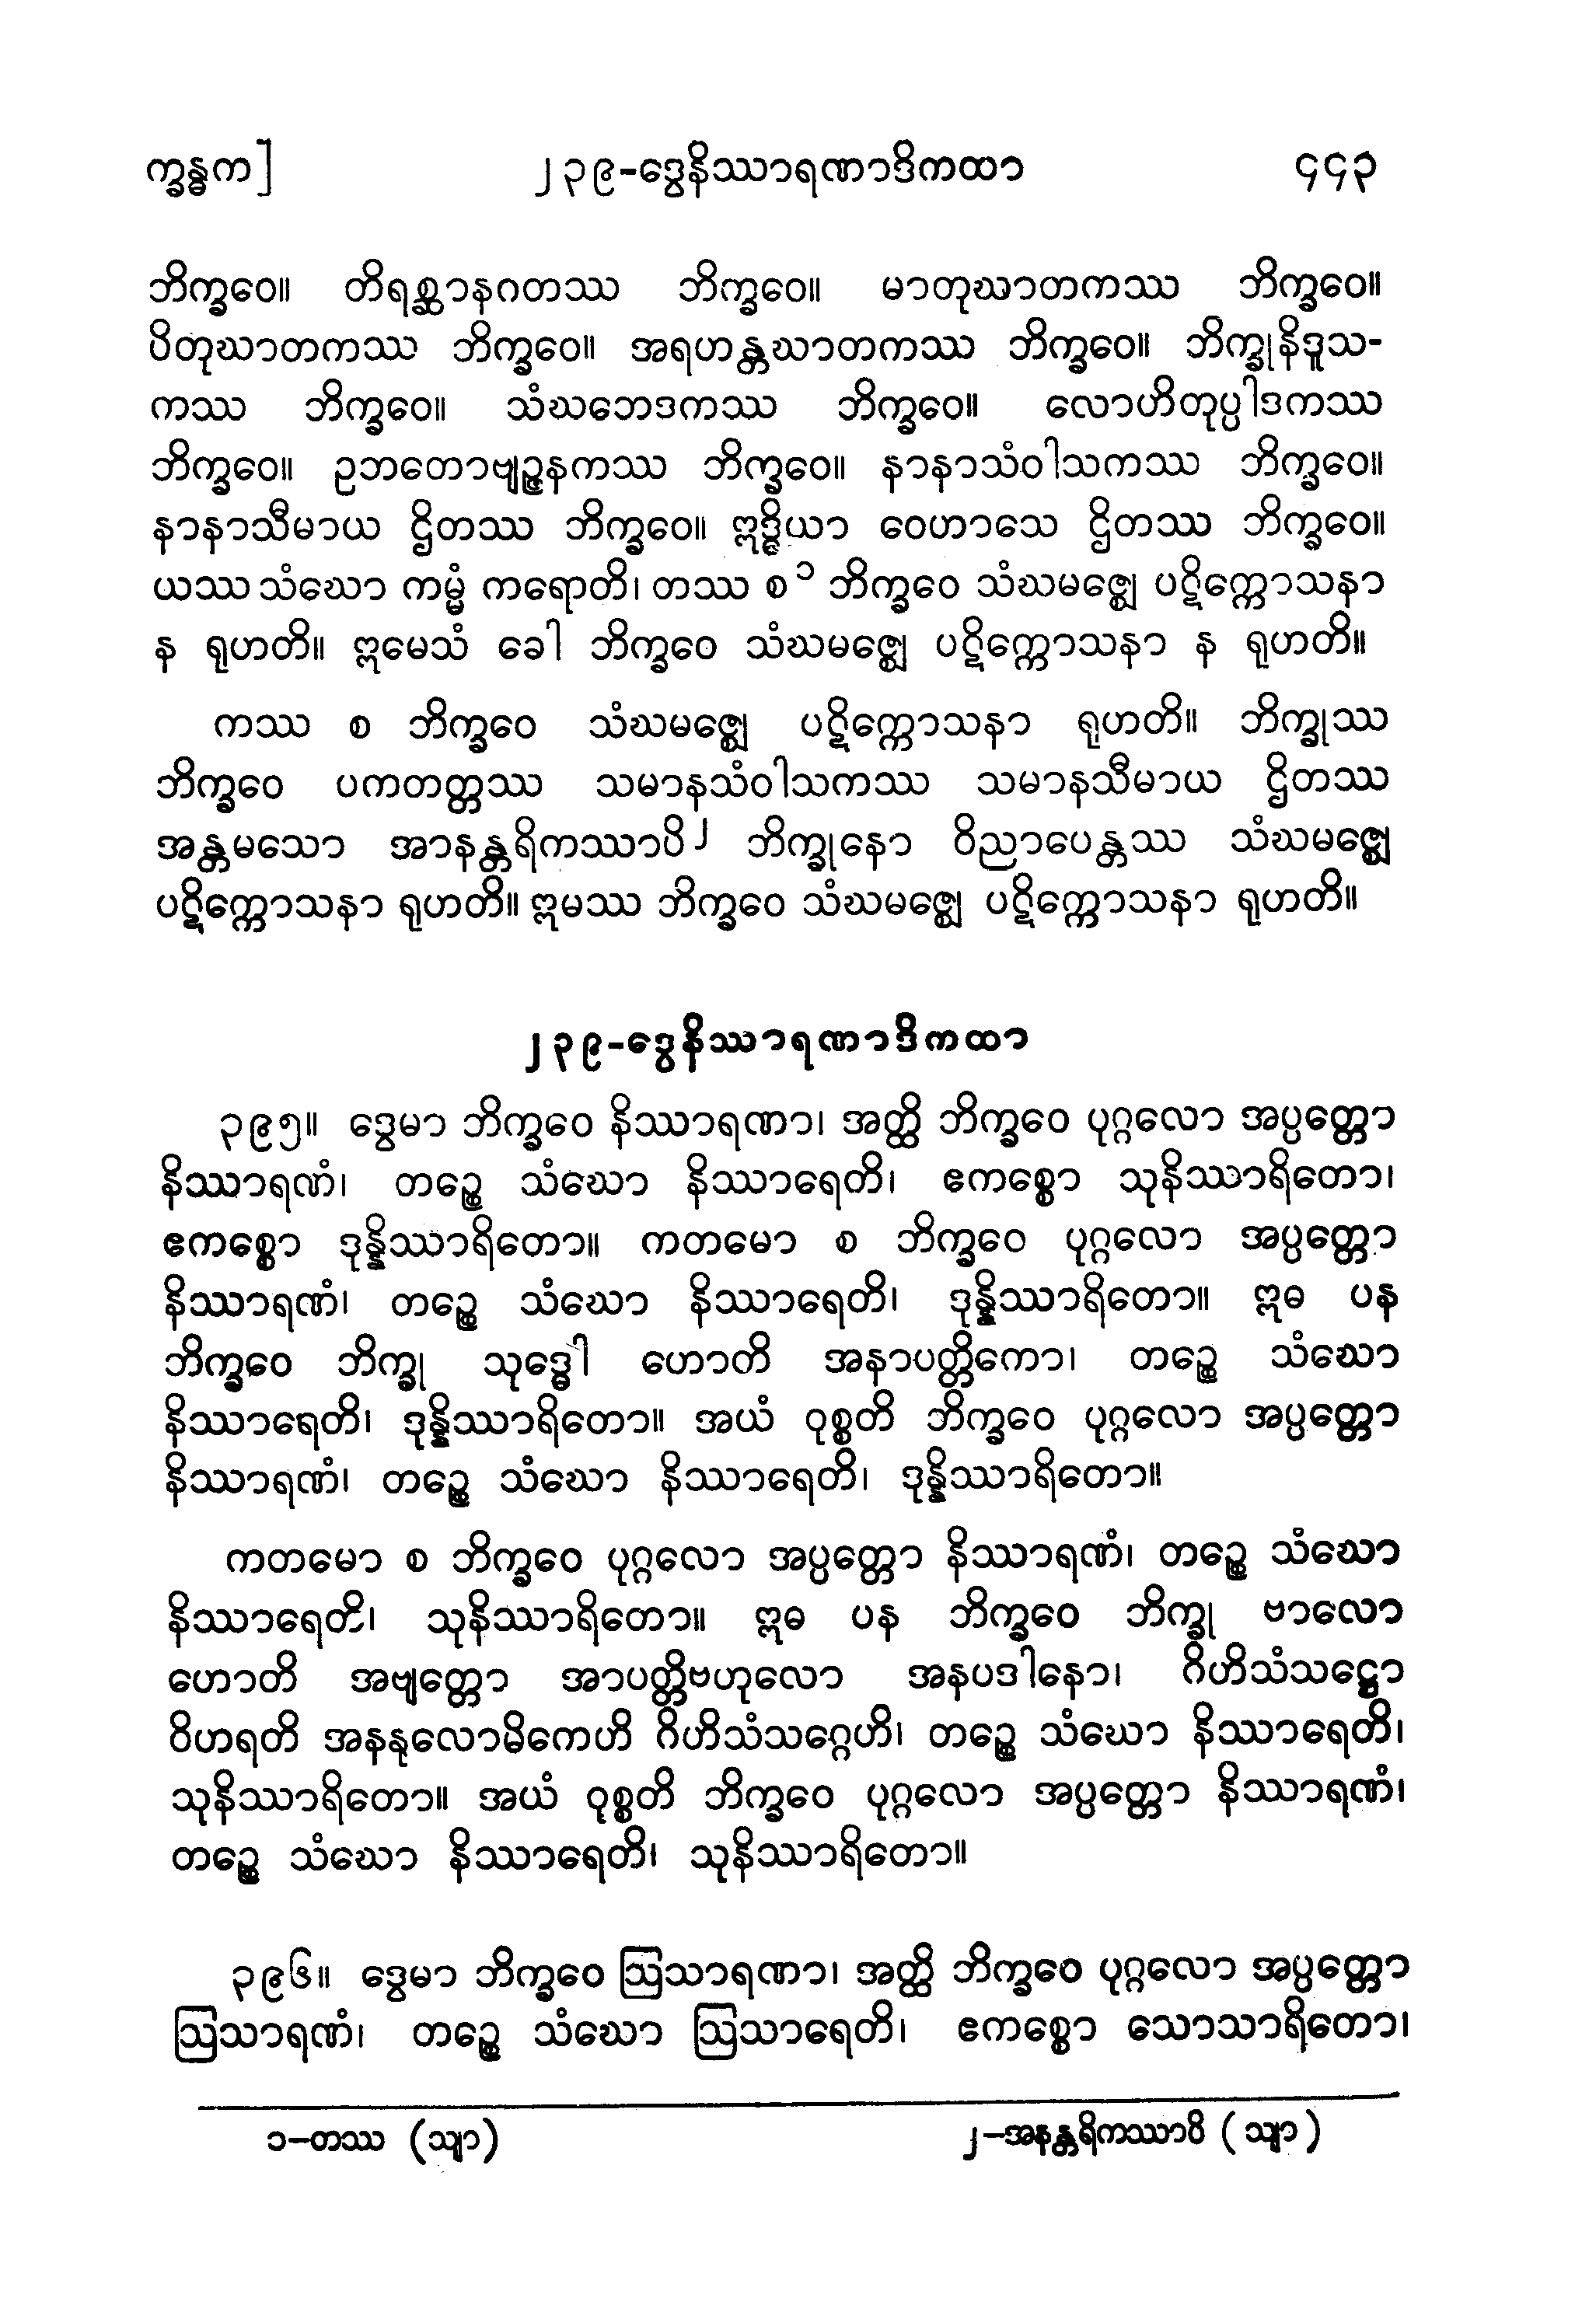 က္ခန္ဓက]	၂၃၉-ဒွေနိဿာရဏာဒိကထာ	၄၄၃
ဘိက္ခဝေ။ တိရစ္ဆာနဂတဿ ဘိက္ခဝေ။ မာတုဃာတကဿ ဘိက္ခဝေ။
ပိတုဃာတကဿ ဘိက္ခဝေ။ အရဟန္တဃာတကဿ ဘိက္ခဝေ။ ဘိက္ခုနိဒူသ-
ကဿ ဘိက္ခဝေ။ သံဃဘေဒကဿ ဘိက္ခဝေ။ လောဟိတုပ္ပါဒကဿ
ဘိက္ခဝေ။ ဥဘတောဗျဉ္ဇနကဿ ဘိက္ခဝေ။ နာနာသံဝါသကဿ ဘိက္ခဝေ။
နာနာသီမာယ ဌိတဿ ဘိက္ခဝေ။ ဣဒ္ဓိယာ ဝေဟာသေ ဌိတဿ ဘိက္ခဝေ။
ယဿ သံဃော ကမ္မံ ကရောတိ၊ တဿ စ ၁ ဘိက္ခဝေ သံဃမဇ္ဈေ ပဋိက္ကောသနာ
န ရုဟတိ။ ဣမေသံ ခေါ ဘိက္ခဝေ သံဃမဇ္ဈေ ပဋိက္ကောသနာ န ရုဟတိ။
ကဿ စ ဘိက္ခဝေ သံဃမဇ္ဈေ ပဋိက္ကောသနာ ရုဟတိ။ ဘိက္ခုဿ
ဘိက္ခဝေ ပကတတ္တဿ သမာနသံဝါသကဿ သမာနသီမာယ ဌိတဿ
အန္တမသော အာနန္တရိကဿာပိ ၂ ဘိက္ခုနော ဝိညာပေန္တဿ သံဃမဇ္ဈေ
ပဋိက္ကောသနာ ရုဟတိ။ ဣမဿ ဘိက္ခဝေ သံဃမဇ္ဈေ ပဋိက္ကောသနာ ရုဟတိ။
၂၃၉-ဒွေနိဿာရဏာဒိကထာ
၃၉၅။ ဒွေမာ ဘိက္ခဝေ နိဿာရဏာ၊ အတ္ထိ ဘိက္ခဝေ ပုဂ္ဂလော အပ္ပတ္တော
နိဿာရဏံ၊ တဉ္စေ သံဃော နိဿာရေတိ၊ ဧကစ္စော သုနိဿာရိတော၊
ဧကစ္စော ဒုန္နိဿာရိတော။ ကတမော စ ဘိက္ခဝေ ပုဂ္ဂလော အပ္ပတ္တော
နိဿာရဏံ၊ တဉ္စေ သံဃော နိဿာရေတိ၊ ဒုန္နိဿာရိတော။ ဣဓ ပန
ဘိက္ခဝေ ဘိက္ခု သုဒ္ဓေါ ဟောတိ အနာပတ္တိကော၊ တဉ္စေ သံဃော
နိဿာရေတိ၊ ဒုန္နိဿာရိတော။ အယံ ဝုစ္စတိ ဘိက္ခဝေ ပုဂ္ဂလော အပ္ပတ္တော
နိဿာရဏံ၊ တဉ္စေ သံဃော နိဿာရေတိ၊ ဒုန္နိဿာရိတော။
ကတမော စ ဘိက္ခဝေ ပုဂ္ဂလော အပ္ပတ္တော နိဿာရဏံ၊ တဉ္စေ သံဃော
နိဿာရေတိ၊ သုနိဿာရိတော။ ဣဓ ပန ဘိက္ခဝေ ဘိက္ခု ဗာလော
ဟောတိ အဗျတ္တော အာပတ္တိဗဟုလော အနပဒါနော၊ ဂိဟိသံသဋ္ဌော
ဝိဟရတိ အနနုလောမိကေဟိ ဂိဟိသံသဂ္ဂေဟိ၊ တဉ္စေ သံဃော နိဿာရေတိ၊
သုနိဿာရိတော။ အယံ ဝုစ္စတိ ဘိက္ခဝေ ပုဂ္ဂလော အပ္ပတ္တော နိဿာရဏံ၊
တဉ္စေ သံဃော နိဿာရေတိ၊ သုနိဿာရိတော။
၃၉၆။ ဒွေမာ ဘိက္ခဝေ ဩသာရဏာ၊ အတ္ထိ ဘိက္ခဝေ ပုဂ္ဂလော အပ္ပတ္တော
ဩသာရဏံ၊ တဉ္စေ သံဃော ဩသာရေတိ၊ ဧကစ္စော သောသာရိတော၊
၁-တဿ (သျာ)	၂-အနန္တရိကဿာပိ (သျာ)